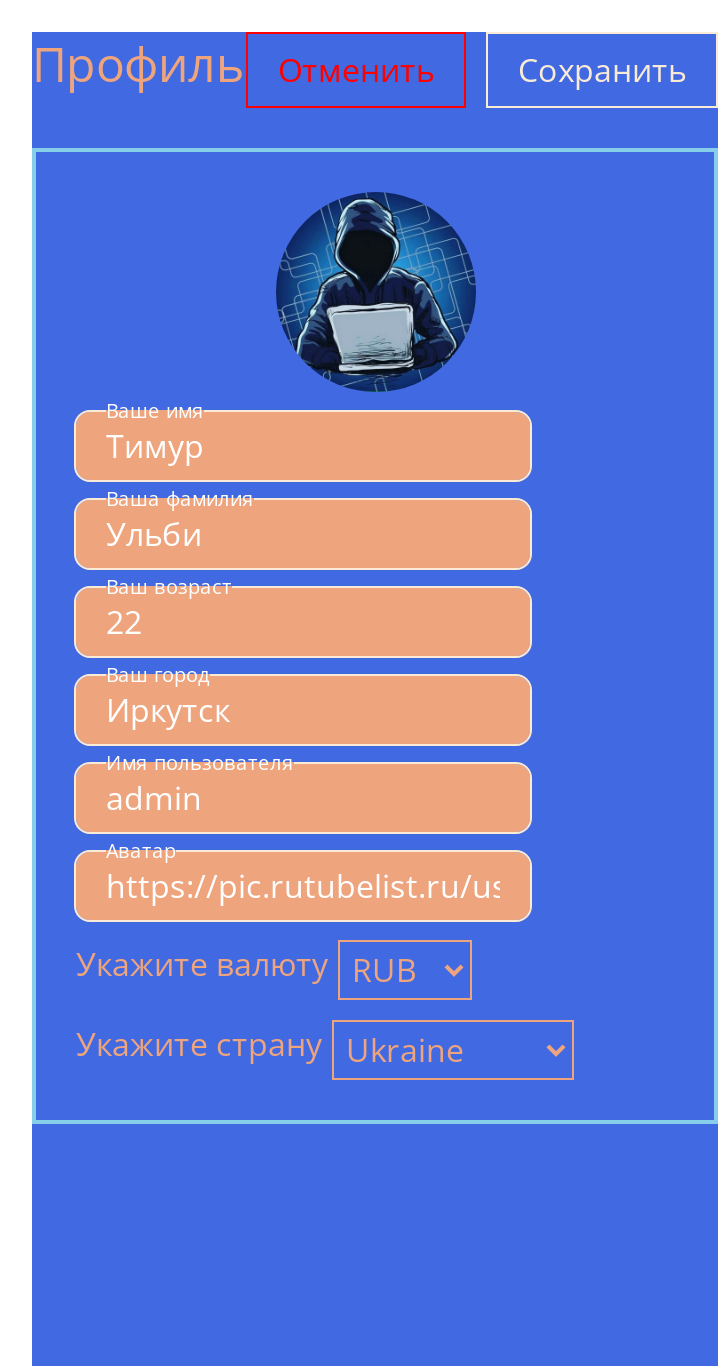 Профиль Отменить Сохранить
Ваше имя
Тимур
Ваша фамилия
Ульби
Ваш возраст
22
Ваш город
Иркутск
Имя пользователя
admin
Аватар
https://pic.rutubelist.ru/us
Укажите валюту RUB
Укажите страну Ukraine